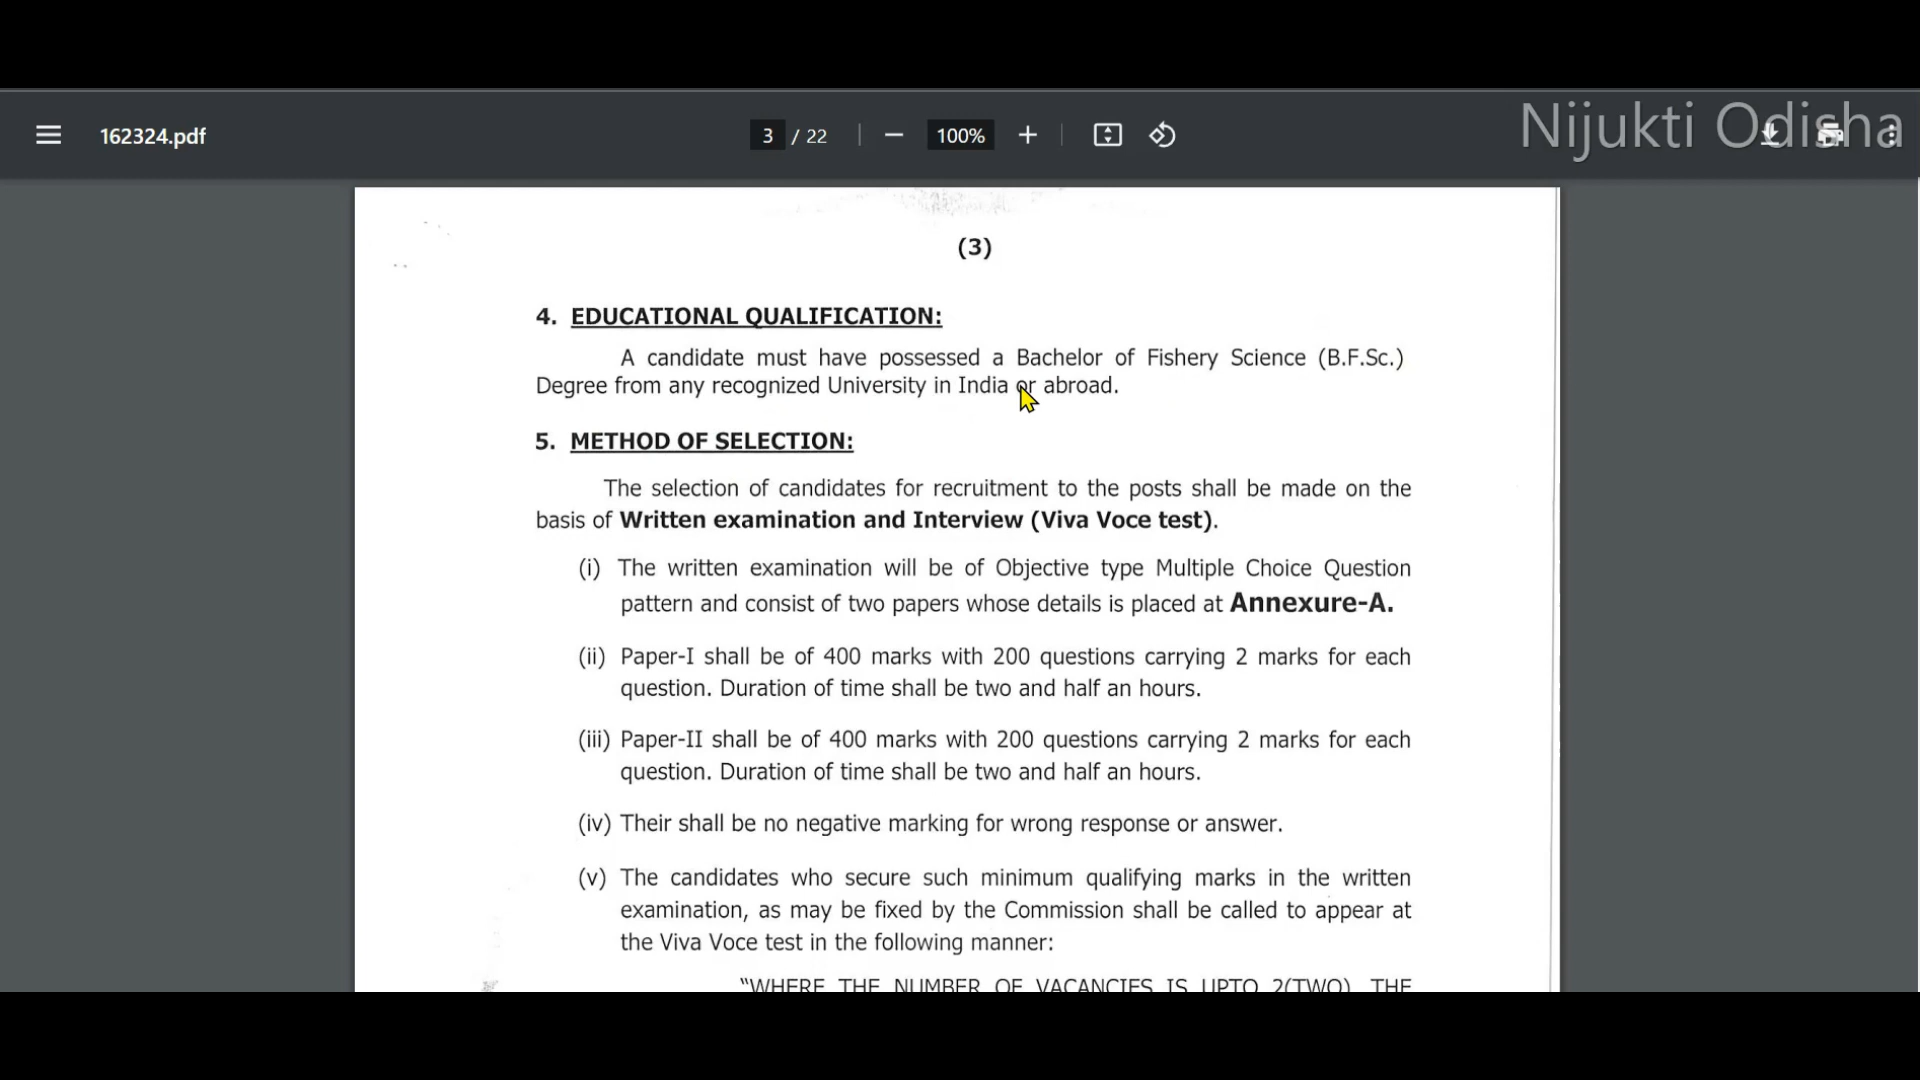 Nijukti Odisha
162324.pdf
3 / 22
100%
(3)
4. EDUCATIONAL QUALIFICATION:
A candidate must have possessed a Bachelor of Fishery Science (B.F.Sc.)
Degree from any recognized University in India or abroad.
5. METHOD OF SELECTION:
The selection of candidates for recruitment to the posts shall be made on the
basis of Written examination and Interview (Viva Voce test).
(i) The written examination will be of Objective type Multiple Choice Question
pattern and consist of two papers whose details is placed at Annexure-A.
(ii) Paper-I shall be of 400 marks with 200 questions carrying 2 marks for each
question. Duration of time shall be two and half an hours.
(iii) Paper-II shall be of 400 marks with 200 questions carrying 2 marks for each
question. Duration of time shall be two and half an hours.
(iv) Their shall be no negative marking for wrong response or answer.
(v) The candidates who secure such minimum qualifying marks in the written
examination, as may be fixed by the Commission shall be called to appear at
the Viva Voce test in the following manner:
“WHERE THE NUMBER OF VACANCIES IS UPTO 2(TWO), THE